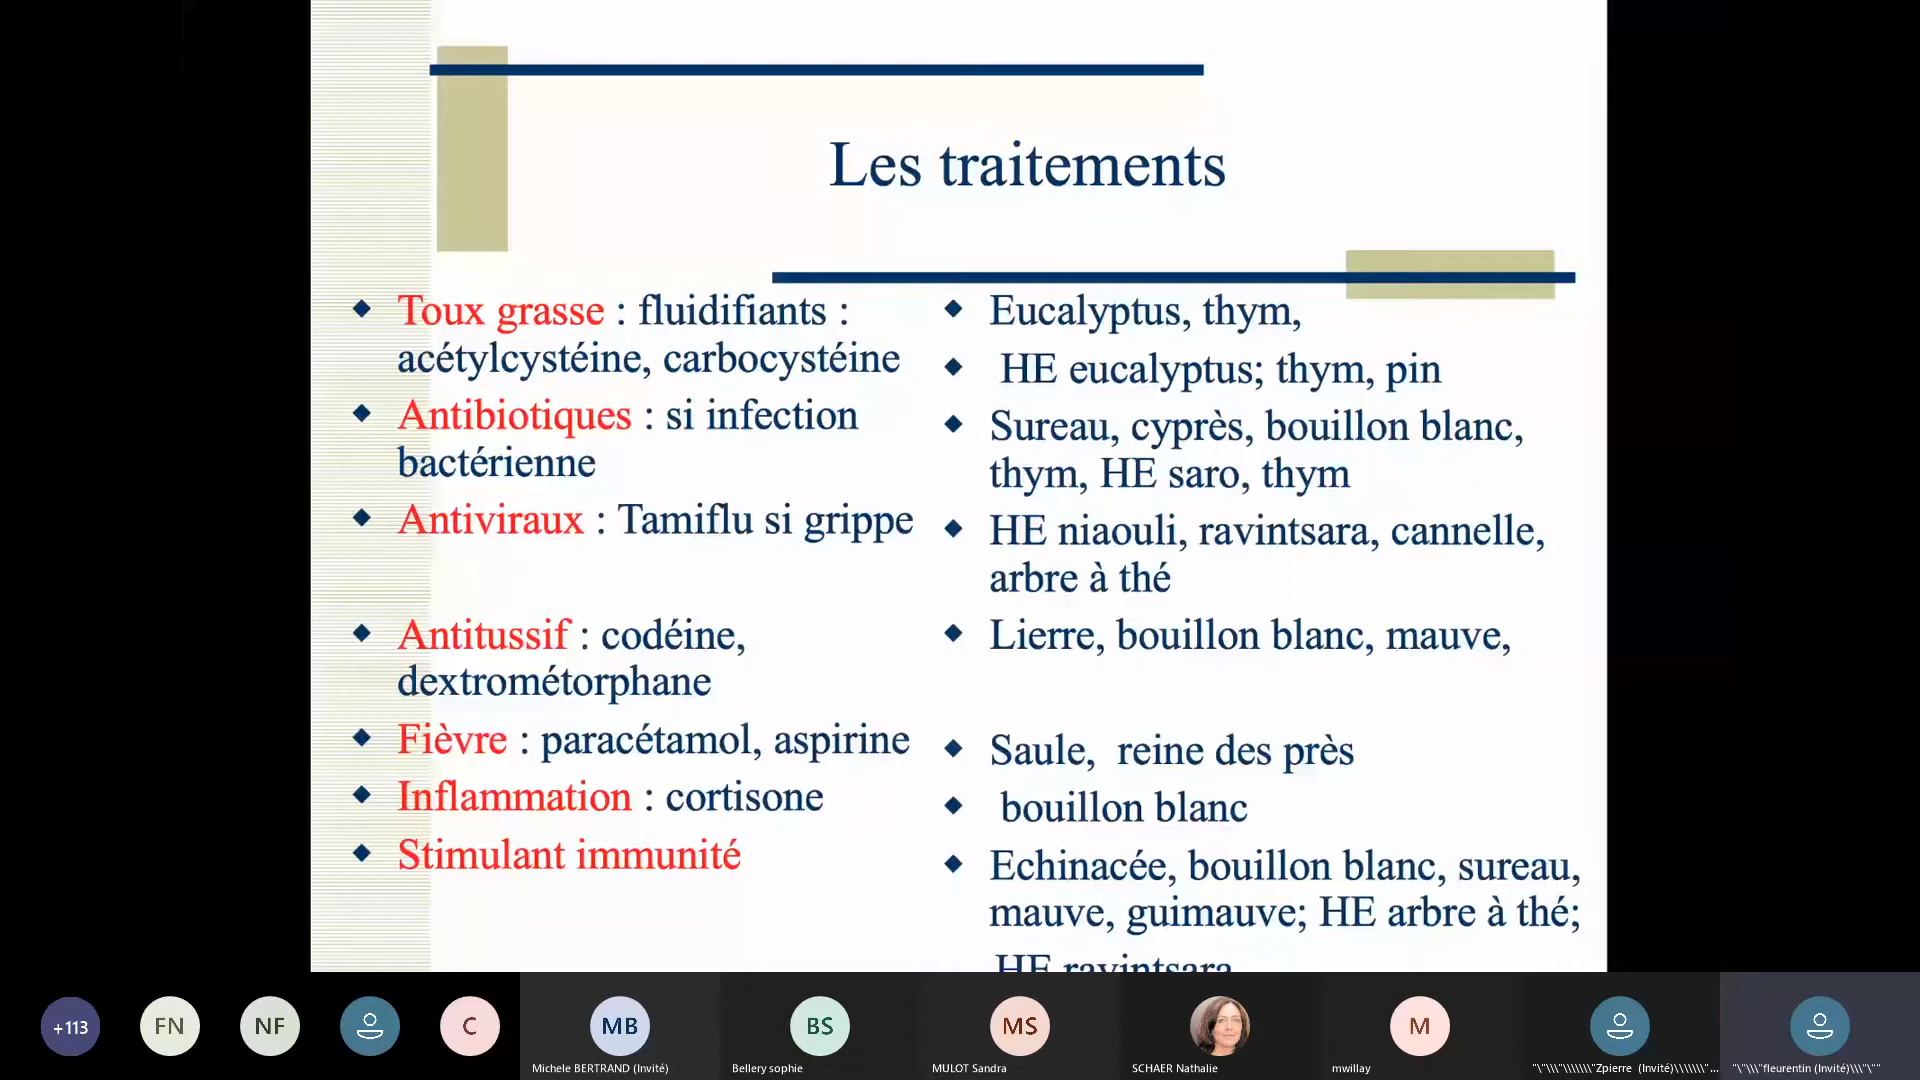 Les traitements
Toux grasse : fluidifiants :
acétylcystéine, carbocystéine
Antibiotiques : si infection
bactérienne
Antiviraux : Tamiflu si grippe
Antitussif : codéine,
dextrométorphane
Fièvre : paracétamol, aspirine
Inflammation : cortisone
Stimulant immunité
Eucalyptus, thym,
HE eucalyptus; thym, pin
Sureau, cyprès, bouillon blanc,
thym, HE saro, thym
HE niaouli, ravintsara, cannelle,
arbre à thé
Lierre, bouillon blanc, mauve,
Saule, reine des près
bouillon blanc
Echinacée, bouillon blanc, sureau,
mauve, guimauve; HE arbre à thé;
HE ravintsara
+113
FN
NF
C
MB
BS
MS
M
Michele BERTRAND (Invité)
Bellery sophie
MULOT Sandra
SCHAER Nathalie
mwillay
"\"\\\"\\\\\\\"Zpierre (Invité)\\\\\\\"...
"\"\\\"fleurentin (Invité)\\\"\""